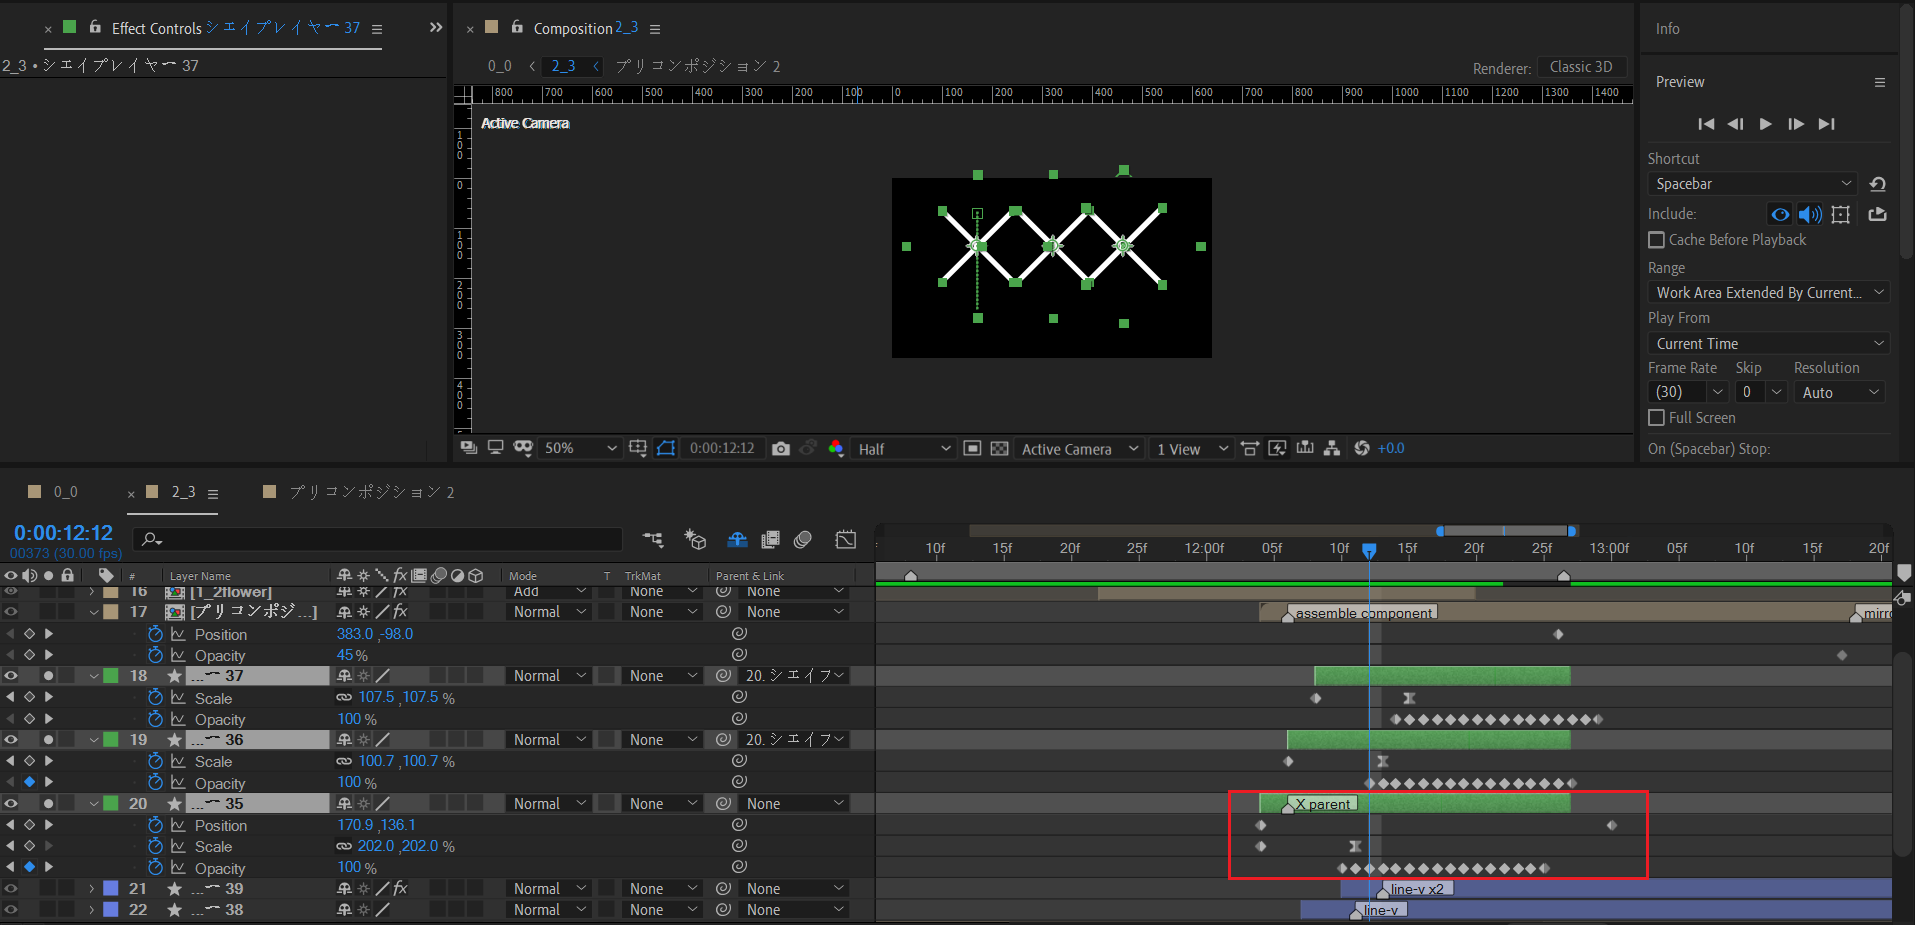 Effect Controls シェイプレイヤー 37
2_3 • シェイプレイヤー 37
Composition 2_3
0_0 2_3 プリコンポジション 2
Renderer: Classic 3D
800 700 600 500 400 300 200 100 0 100 200 300 400 500 600 700 800 900 1000 1100 1200 1300 1400
100
0
100
200
300
400
Active Camera
50% 0:00:12:12 Half Active Camera 1 View +0.0
Info
Preview
Shortcut
Spacebar
Include:
Cache Before Playback
Range
Work Area Extended By Current...
Play From
Current Time
Frame Rate Skip Resolution
(30) 0 Auto
Full Screen
On (Spacebar) Stop:
0_0 2_3 プリコンポジション 2
0:00:12:12
00373 (30.00 fps)
10f 15f 20f 25f 12:00f 05f 10f 15f 20f 25f 13:00f 05f 10f 15f 20f
# Layer Name fx Mode T TrkMat Parent & Link
16 [1_2flower] fx Add None None
17 [プリコンポジ...] fx Normal None None assemble component mirr
Position 383.0 ,-98.0
Opacity 45 %
18 ...ー 37 Normal None 20. シェイプ
Scale 107.5 ,107.5 %
Opacity 100 %
19 ...ー 36 Normal None 20. シェイプ
Scale 100.7 ,100.7 %
Opacity 100 %
20 ...ー 35 Normal None None X parent
Position 170.9 ,136.1
Scale 202.0 ,202.0 %
Opacity 100 %
21 ...ー 39 fx Normal None None line-v x2
22 ...ー 38 Normal None None line-v